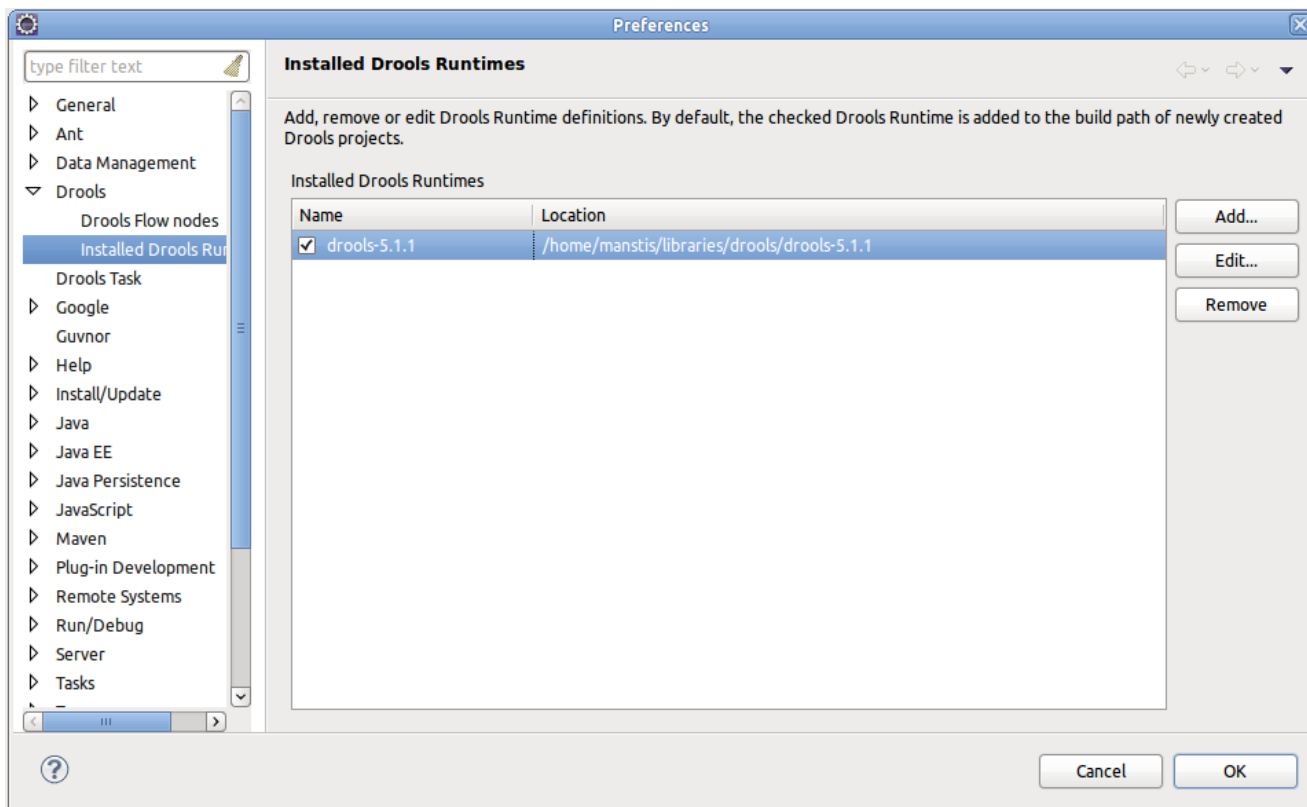 Preferences
type filter text
General
Ant
Data Management
Drools
Drools Flow nodes
Installed Drools Run
Drools Task
Google
Guvnor
Help
Install/Update
Java
Java EE
Java Persistence
JavaScript
Maven
Plug-in Development
Remote Systems
Run/Debug
Server
Tasks
Installed Drools Runtimes
Add, remove or edit Drools Runtime definitions. By default, the checked Drools Runtime is added to the build path of newly created
Drools projects.
Installed Drools Runtimes
Name Location
drools-5.1.1 /home/manstis/libraries/drools/drools-5.1.1
Add...
Edit...
Remove
Cancel OK